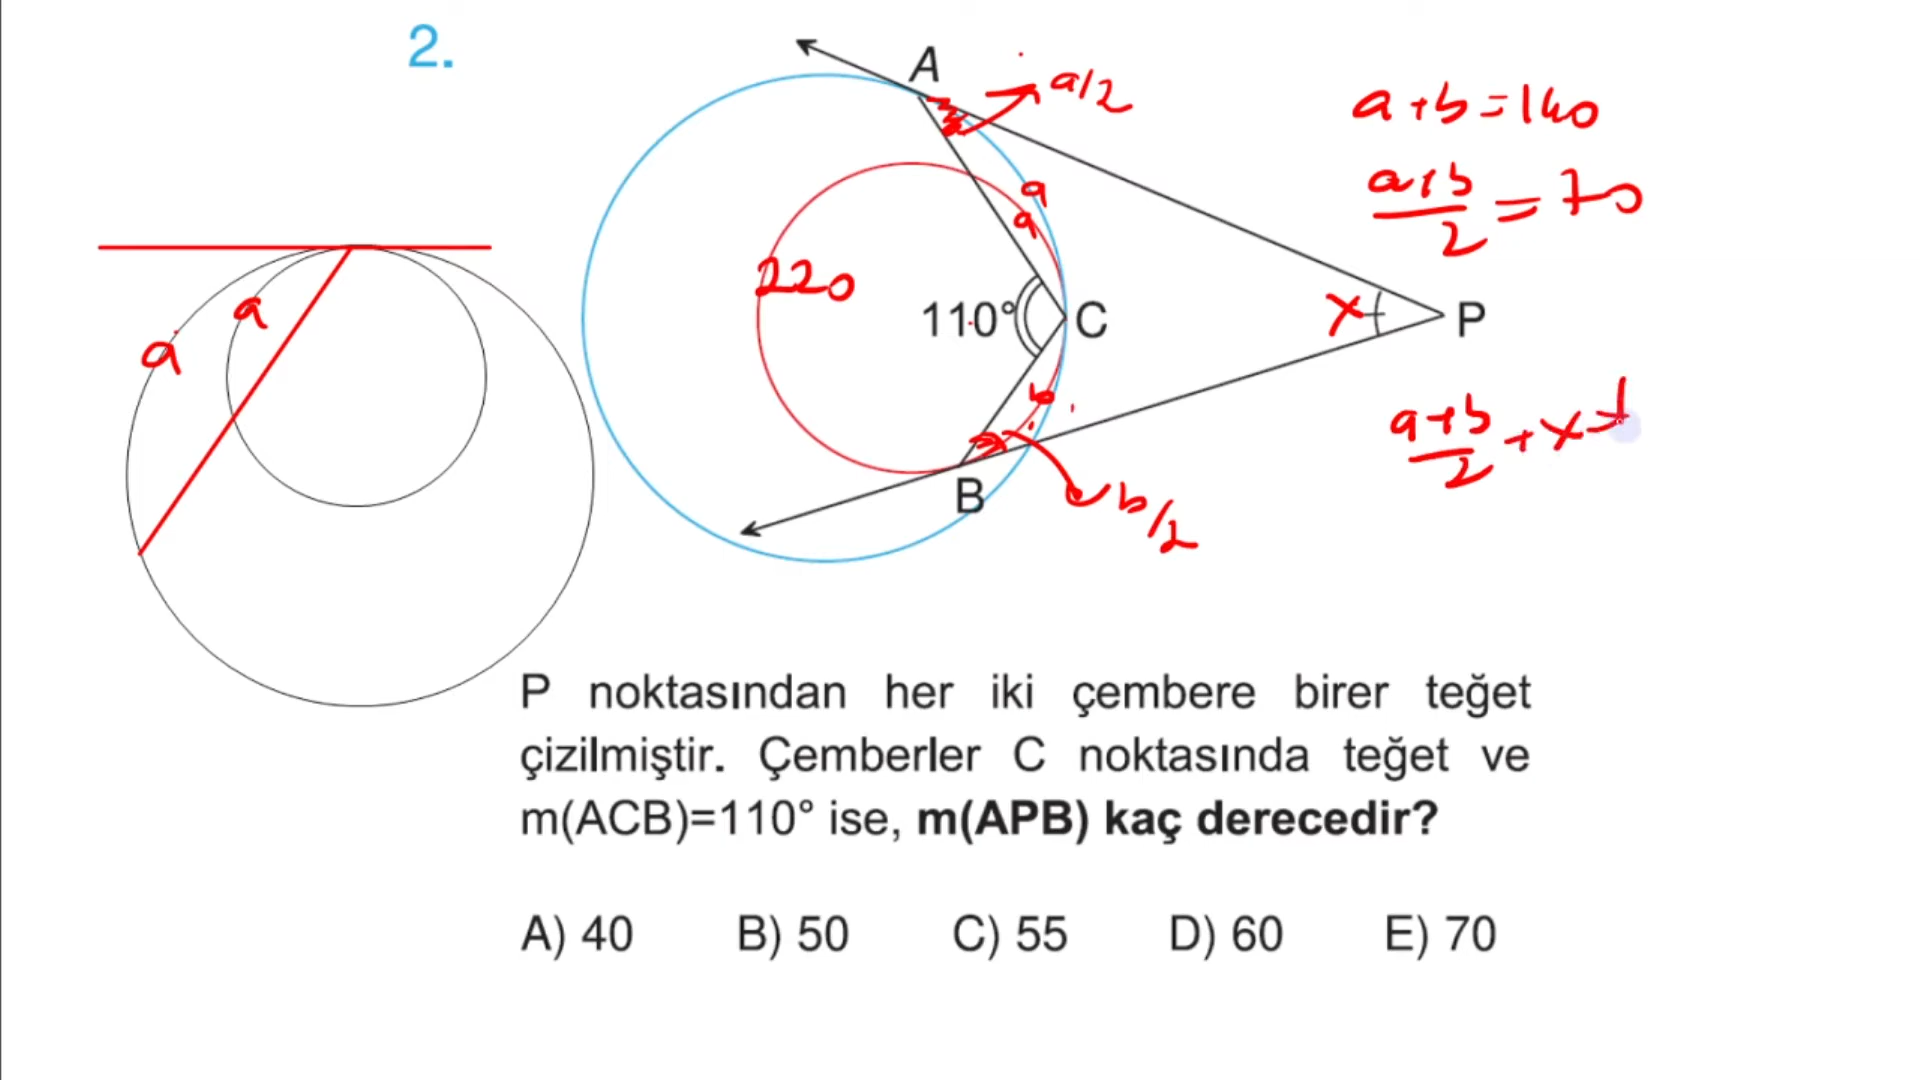 2.
A
a/2
a+b=140
a+b/2=70
a
a
220
110°
C
x
P
a
a
b
a+b/2+x=1
B
b/2
P noktasından her iki çembere birer teğet
çizilmiştir. Çemberler C noktasında teğet ve
m(ACB)=110° ise, m(APB) kaç derecedir?
A) 40 B) 50 C) 55 D) 60 E) 70